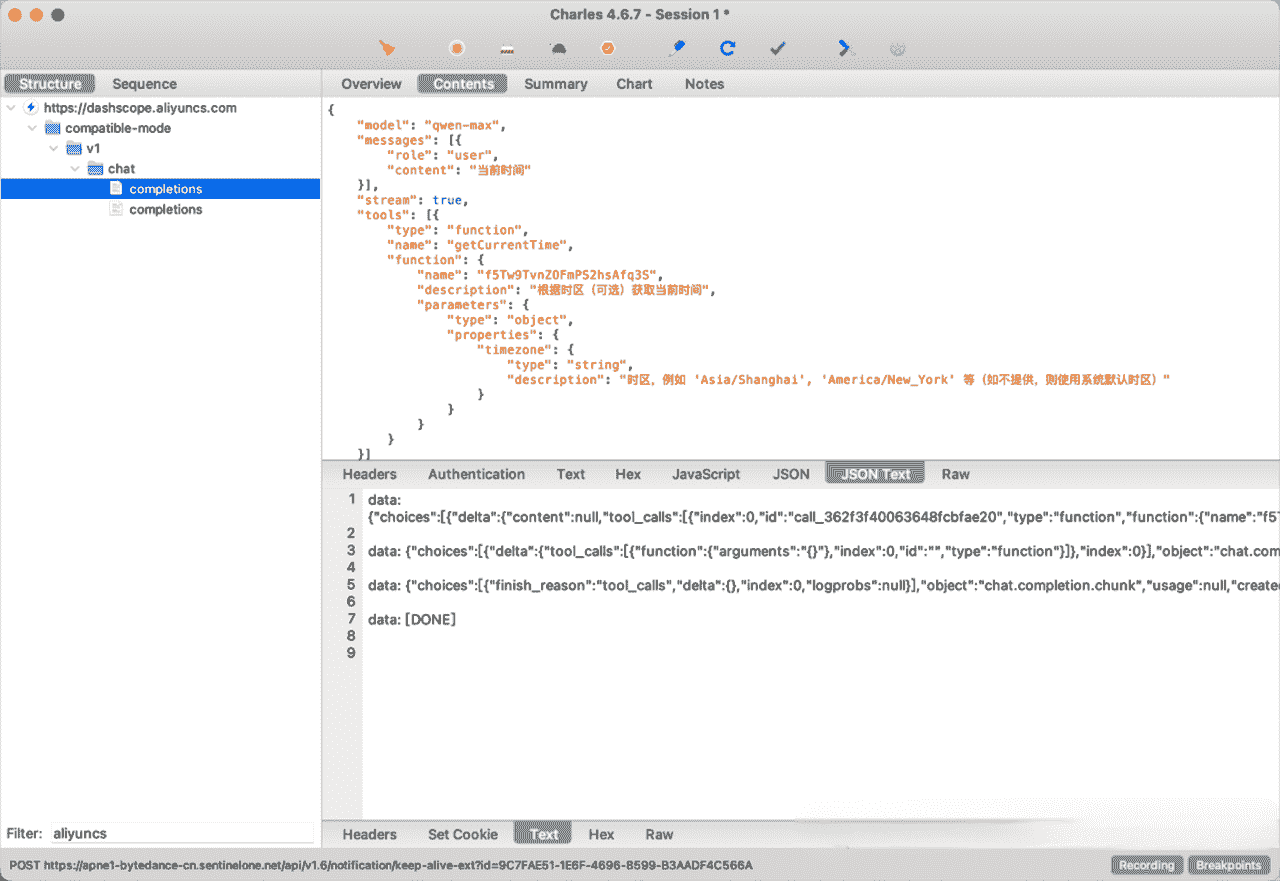 Charles 4.6.7 - Session 1 *
Structure Sequence
Overview Contents Summary Chart Notes
https://dashscope.aliyuncs.com
compatible-mode
v1
chat
completions
completions
{
"model": "qwen-max",
"messages": [{
"role": "user",
"content": "当前时间"
}],
"stream": true,
"tools": [{
"type": "function",
"name": "getCurrentTime",
"function": {
"name": "f5Tw9TvnZOFmPS2hsAfq3S",
"description": "根据时区（可选）获取当前时间",
"parameters": {
"type": "object",
"properties": {
"timezone": {
"type": "string",
"description": "时区，例如 'Asia/Shanghai', 'America/New_York' 等（如不提供，则使用系统默认时区）"
}
}
}
}
}]
Headers Authentication Text Hex JavaScript JSON JSON Text Raw
1 data:
{"choices":[{"delta":{"content":null,"tool_calls":[{"index":0,"id":"call_362f3f40063648fcbfae20","type":"function","function":{"name":"f5T
2
3 data: {"choices":[{"delta":{"tool_calls":[{"function":{"arguments":"{}"},"index":0,"id":"","type":"function"}]},"index":0}],"object":"chat.com
4
5 data: {"choices":[{"finish_reason":"tool_calls","delta":{},"index":0,"logprobs":null}],"object":"chat.completion.chunk","usage":null,"create
6
7 data: [DONE]
8
9
Headers Set Cookie Text Hex Raw
Filter: aliyuncs
POST https://apne1-bytedance-cn.sentinelone.net/api/v1.6/notification/keep-alive-ext?id=9C7FAE51-1E6F-4696-8599-B3AADF4C566A
Recording Breakpoints